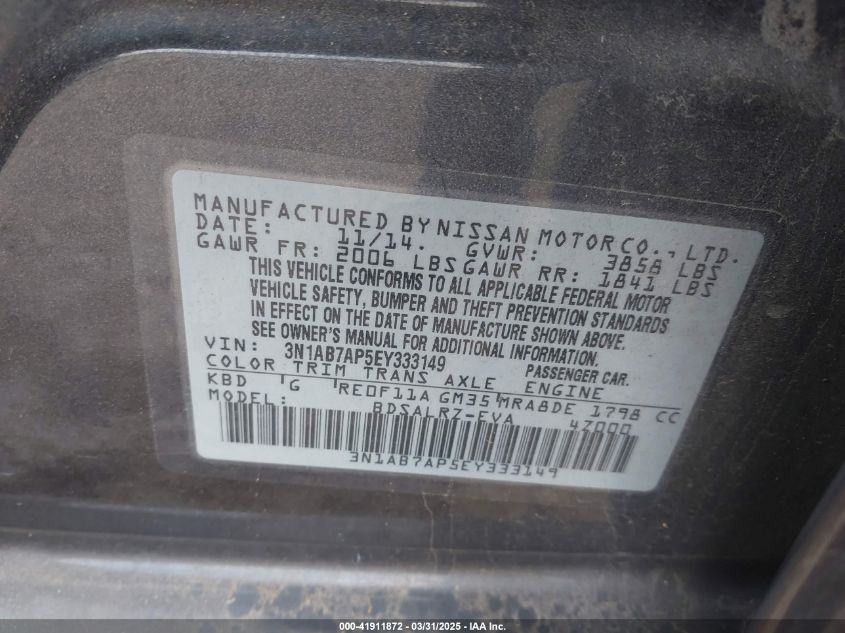 MANUFACTURED BY NISSAN MOTOR CO., LTD.
DATE: 11/14. GVWR: 3858 LBS
GAWR FR: 2006 LBS GAWR RR: 1841 LBS
THIS VEHICLE CONFORMS TO ALL APPLICABLE FEDERAL MOTOR
VEHICLE SAFETY, BUMPER AND THEFT PREVENTION STANDARDS
IN EFFECT ON THE DATE OF MANUFACTURE SHOWN ABOVE.
SEE OWNER'S MANUAL FOR ADDITIONAL INFORMATION.
VIN: 3N1AB7AP5EY333149 PASSENGER CAR.
COLOR TRIM TRANS AXLE ENGINE
KBD G RE0F11A GM35 MRA8DE 1798 CC
MODEL: BDSALRZ-EVA 4Z000
3N1AB7AP5EY333149
000-41911872 — 03/31/2025 — IAA Inc.